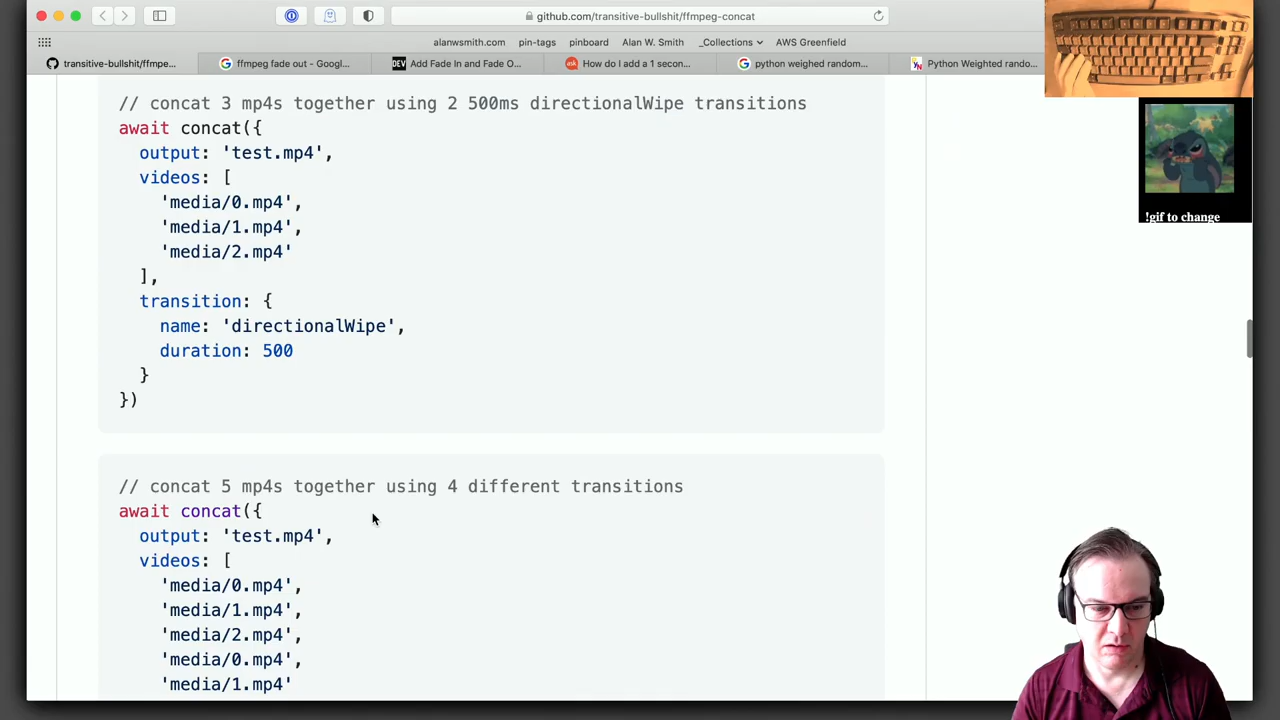 github.com/transitive-bullshit/ffmpeg-concat
alanwsmith.com pin-tags pinboard Alan W. Smith _Collections AWS Greenfield
transitive-bullshit/ffmpe... ffmpeg fade out - Googl... DEV Add Fade In and Fade O... ask How do I add a 1 secon... python weighed random... Python Weighted rando...
// concat 3 mp4s together using 2 500ms directionalWipe transitions
await concat({
output: 'test.mp4',
videos: [
'media/0.mp4',
'media/1.mp4',
'media/2.mp4'
],
transition: {
name: 'directionalWipe',
duration: 500
}
})
// concat 5 mp4s together using 4 different transitions
await concat({
output: 'test.mp4',
videos: [
'media/0.mp4',
'media/1.mp4',
'media/2.mp4',
'media/0.mp4',
'media/1.mp4'
!gif to change